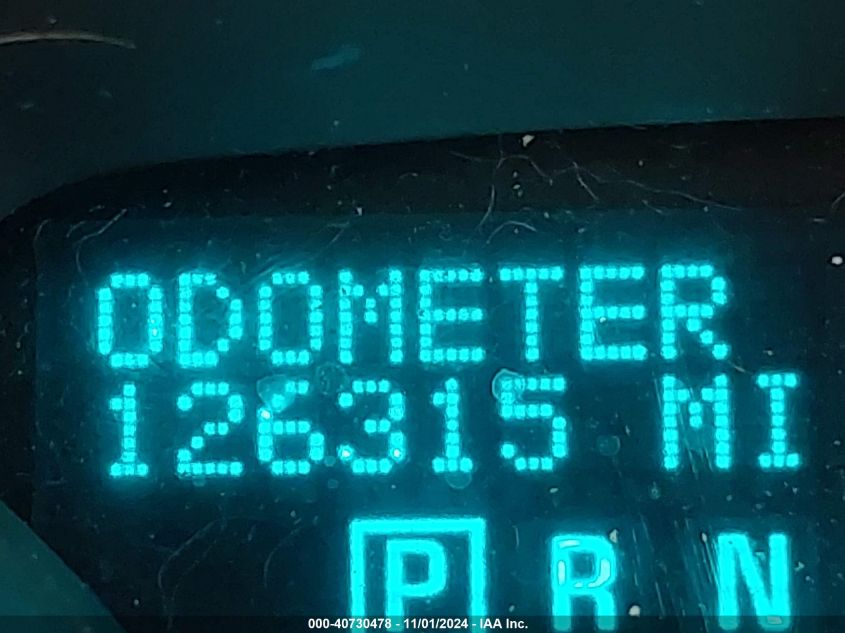 ODOMETER
126315 MI
P R N
000-40730478 - 11/01/2024 - IAA Inc.